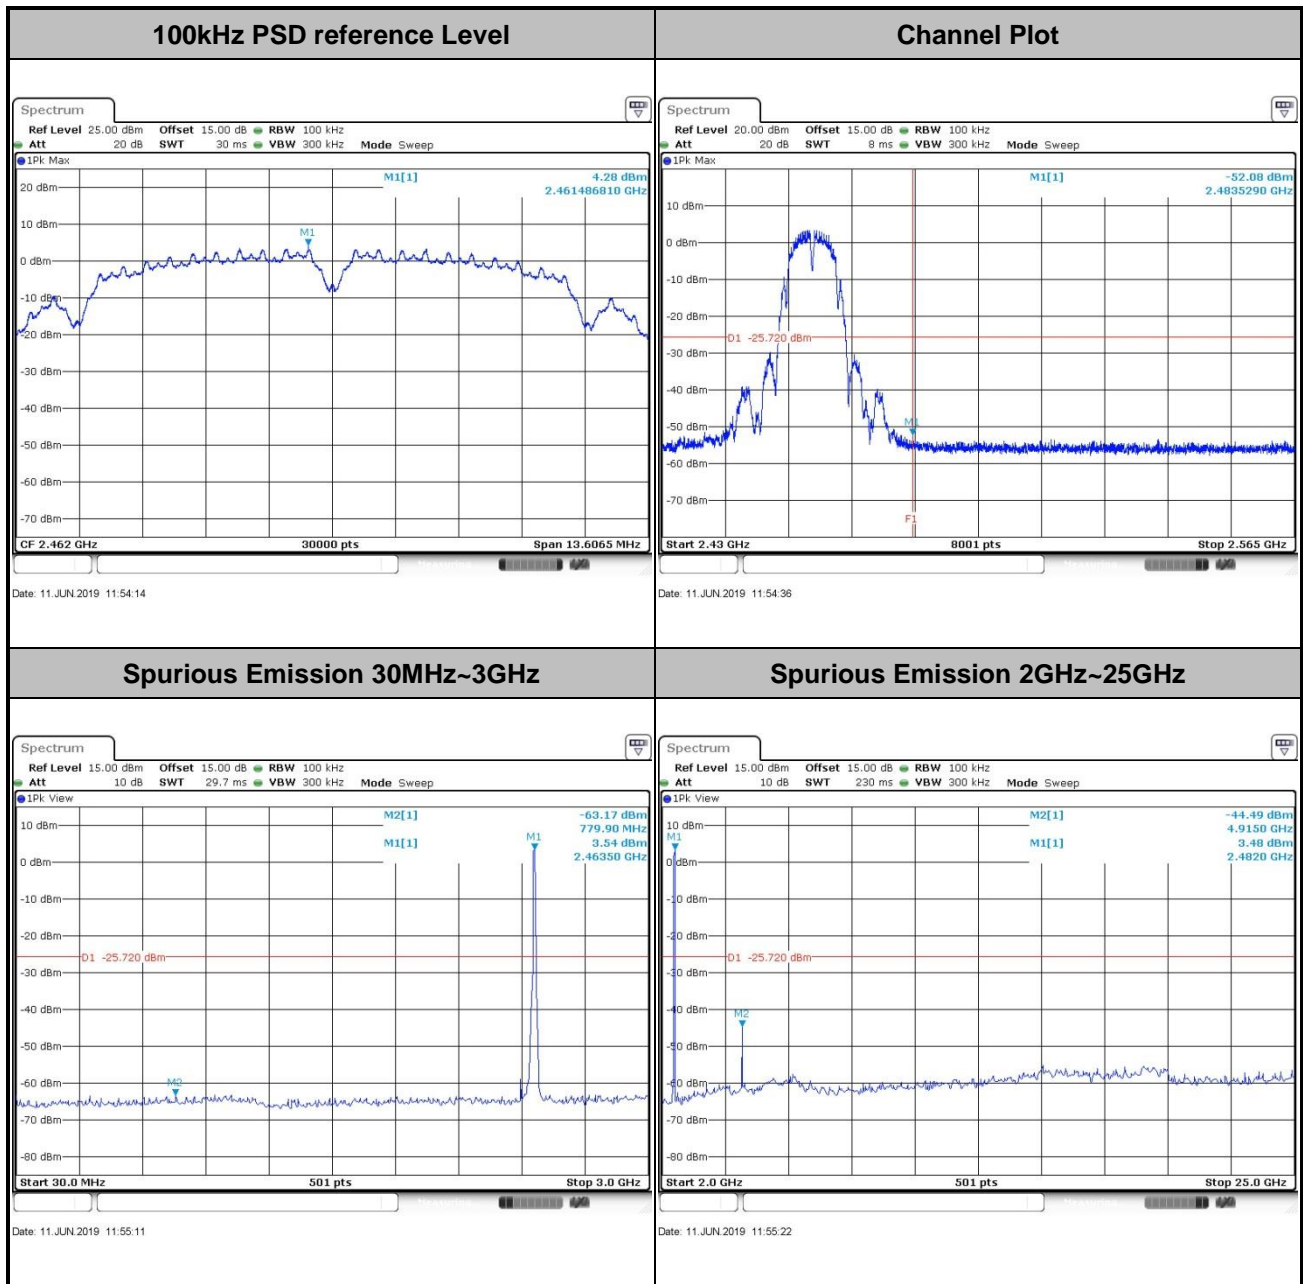 100kHz PSD reference Level
Spectrum
Ref Level 25.00 dBm Offset 15.00 dB RBW 100 kHz
Att 20 dB SWT 30 ms VBW 300 kHz Mode Sweep
1Pk Max
M1[1] 4.28 dBm
2.461486810 GHz
20 dBm
10 dBm
M1
0 dBm
-10 dBm
-20 dBm
-30 dBm
-40 dBm
-50 dBm
-60 dBm
-70 dBm
CF 2.462 GHz 30000 pts Span 13.6065 MHz
Date: 11.JUN.2019 11:54:14
Channel Plot
Spectrum
Ref Level 20.00 dBm Offset 15.00 dB RBW 100 kHz
Att 20 dB SWT 8 ms VBW 300 kHz Mode Sweep
1Pk Max
M1[1] -52.08 dBm
2.4835290 GHz
10 dBm
0 dBm
-10 dBm
-20 dBm
D1 -25.720 dBm
-30 dBm
-40 dBm
M1
-50 dBm
-60 dBm
-70 dBm
F1
Start 2.43 GHz 8001 pts Stop 2.565 GHz
Date: 11.JUN.2019 11:54:36
Spurious Emission 30MHz~3GHz
Spectrum
Ref Level 15.00 dBm Offset 15.00 dB RBW 100 kHz
Att 10 dB SWT 29.7 ms VBW 300 kHz Mode Sweep
1Pk View
M2[1] -63.17 dBm
779.90 MHz
M1[1] 3.54 dBm
2.46350 GHz
10 dBm
M1
0 dBm
-10 dBm
-20 dBm
D1 -25.720 dBm
-30 dBm
-40 dBm
-50 dBm
-60 dBm
M2
-70 dBm
-80 dBm
Start 30.0 MHz 501 pts Stop 3.0 GHz
Date: 11.JUN.2019 11:55:11
Spurious Emission 2GHz~25GHz
Spectrum
Ref Level 15.00 dBm Offset 15.00 dB RBW 100 kHz
Att 10 dB SWT 230 ms VBW 300 kHz Mode Sweep
1Pk View
M2[1] -44.49 dBm
4.9150 GHz
M1[1] 3.48 dBm
2.4820 GHz
10 dBm
M1
0 dBm
-10 dBm
-20 dBm
D1 -25.720 dBm
-30 dBm
-40 dBm
M2
-50 dBm
-60 dBm
-70 dBm
-80 dBm
Start 2.0 GHz 501 pts Stop 25.0 GHz
Date: 11.JUN.2019 11:55:22